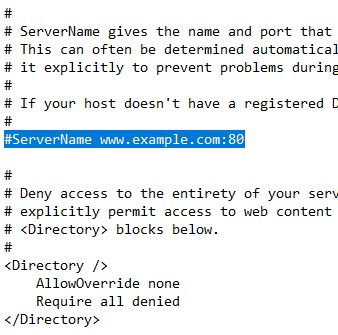 #
# ServerName gives the name and port that
# This can often be determined automatical
# it explicitly to prevent problems during
#
# If your host doesn't have a registered D
#
#ServerName www.example.com:80
#
# Deny access to the entirety of your serv
# explicitly permit access to web content
# <Directory> blocks below.
#
<Directory />
    AllowOverride none
    Require all denied
</Directory>